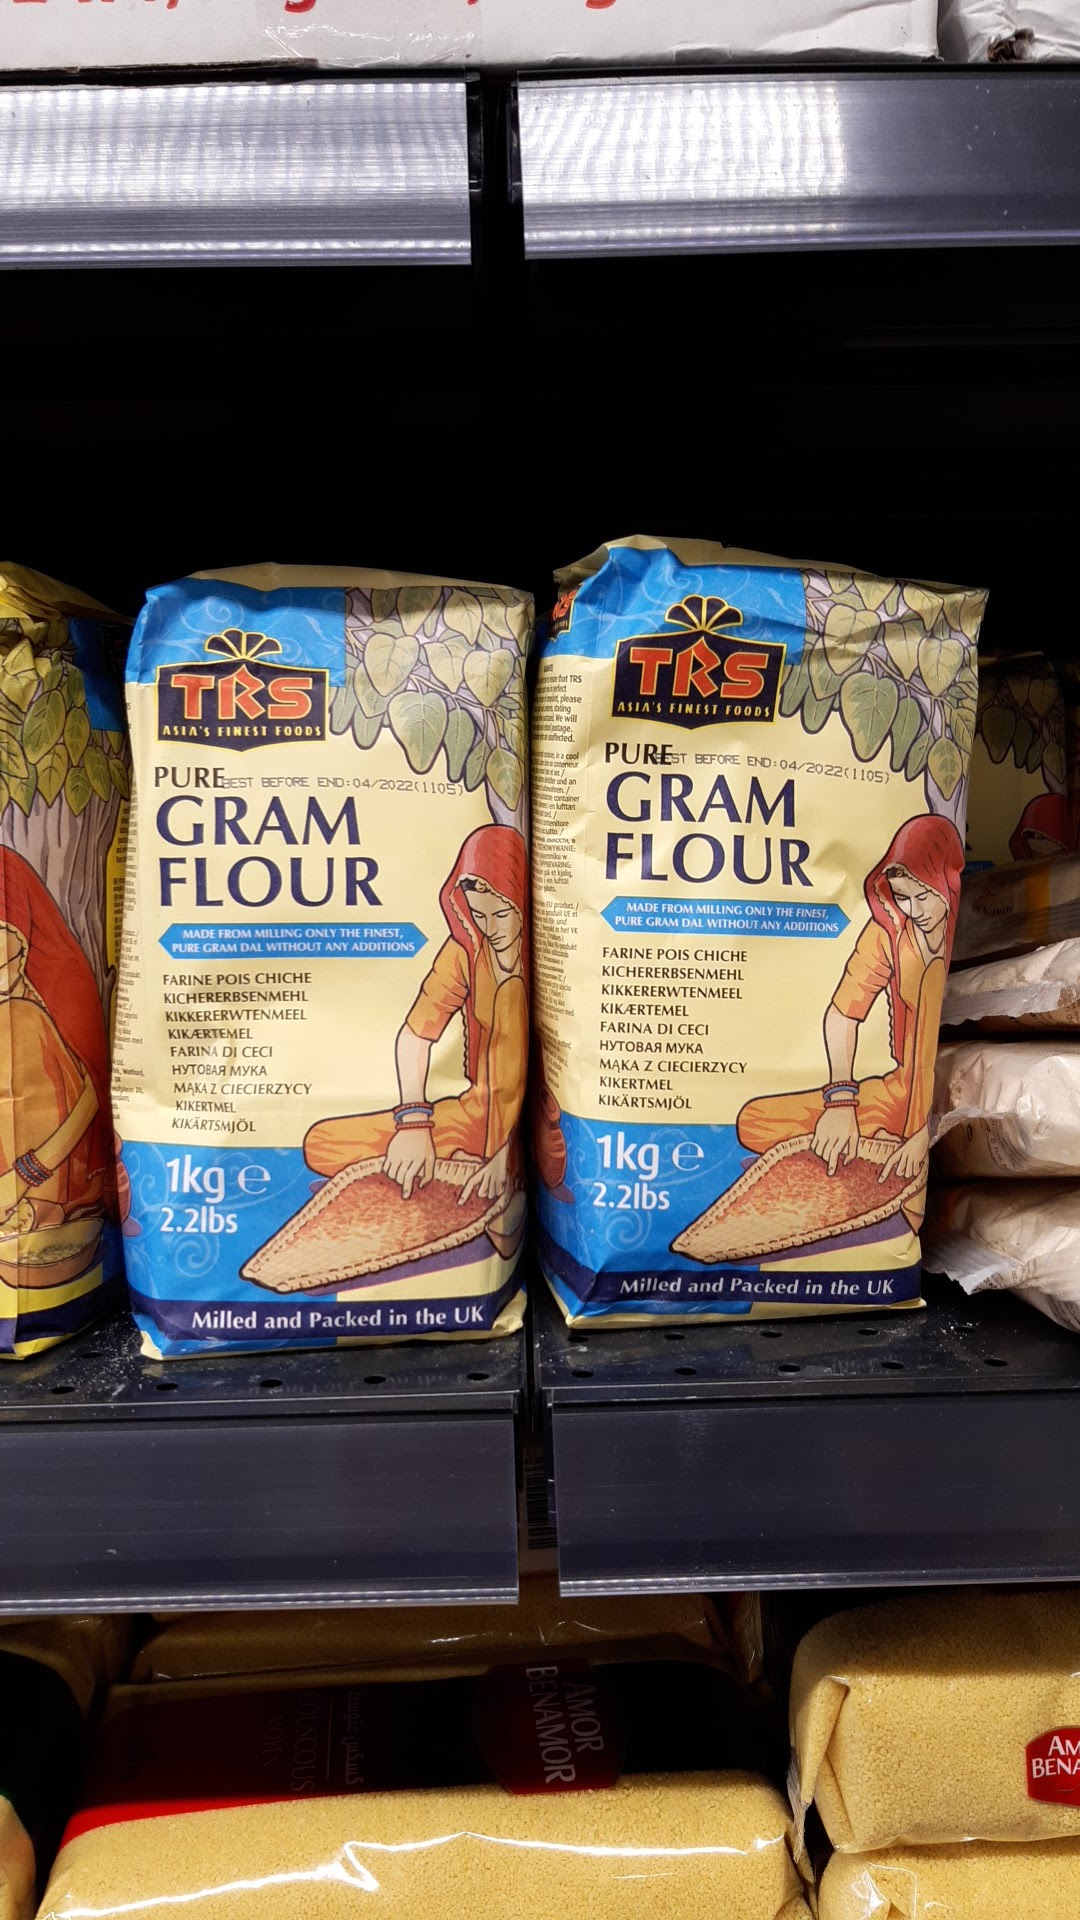 TRS
ASIA'S FINEST FOODS
PURE
BEST BEFORE END:04/2022(1105)
GRAM
FLOUR
MADE FROM MILLING ONLY THE FINEST,
PURE GRAM DAL WITHOUT ANY ADDITIONS
FARINE POIS CHICHE
KICHERERBSENMEHL
KIKKERERWTENMEEL
KIKÆRTEMEL
FARINA DI CECI
НУТОВАЯ МУКА
MĄKA Z CIECIERZYCY
KIKERTMEL
KIKÄRTSMJÖL
1kg e
2.2lbs
Milled and Packed in the UK
TRS
ASIA'S FINEST FOODS
PURE
BEST BEFORE END:04/2022(1105)
GRAM
FLOUR
MADE FROM MILLING ONLY THE FINEST,
PURE GRAM DAL WITHOUT ANY ADDITIONS
FARINE POIS CHICHE
KICHERERBSENMEHL
KIKKERERWTENMEEL
KIKÆRTEMEL
FARINA DI CECI
НУТОВАЯ МУКА
MĄKA Z CIECIERZYCY
KIKERTMEL
KIKÄRTSMJÖL
1kg e
2.2lbs
Milled and Packed in the UK
AMOR
BENAMOR
COUSCOUS
MOYEN
AM
BENA